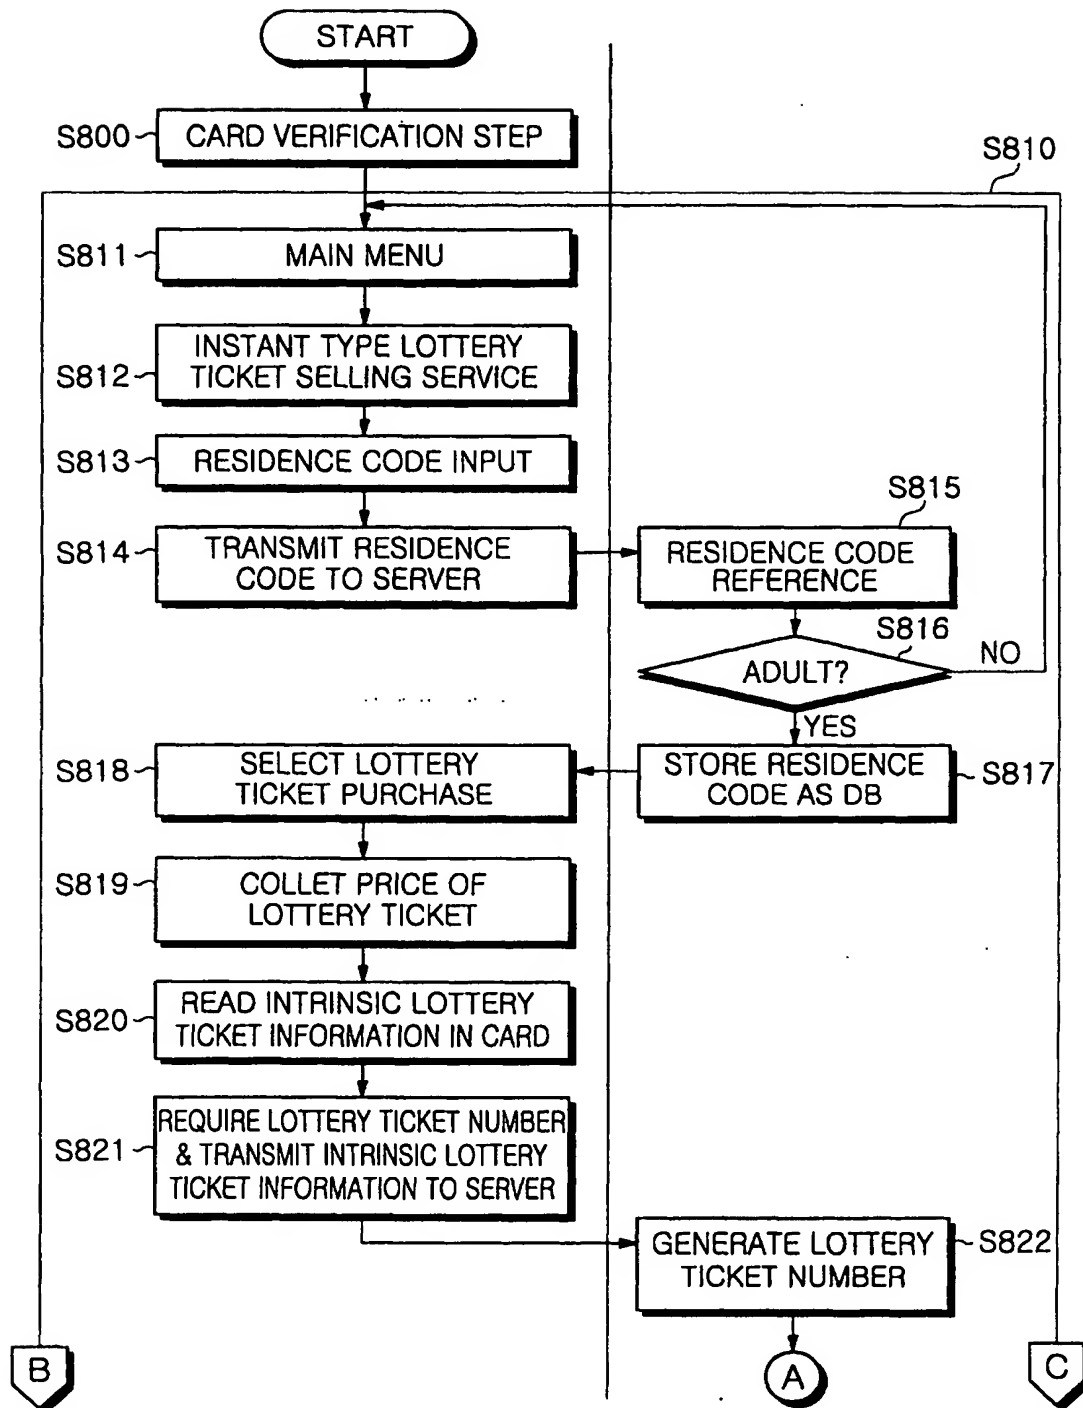 START
S800
CARD VERIFICATION STEP
S810
S811
MAIN MENU
S812
INSTANT TYPE LOTTERY
TICKET SELLING SERVICE
S813
RESIDENCE CODE INPUT
S814
TRANSMIT RESIDENCE
CODE TO SERVER
S815
RESIDENCE CODE
REFERENCE
S816
ADULT?
NO
YES
S817
STORE RESIDENCE
CODE AS DB
S818
SELECT LOTTERY
TICKET PURCHASE
S819
COLLET PRICE OF
LOTTERY TICKET
S820
READ INTRINSIC LOTTERY
TICKET INFORMATION IN CARD
S821
REQUIRE LOTTERY TICKET NUMBER
& TRANSMIT INTRINSIC LOTTERY
TICKET INFORMATION TO SERVER
S822
GENERATE LOTTERY
TICKET NUMBER
B
A
C